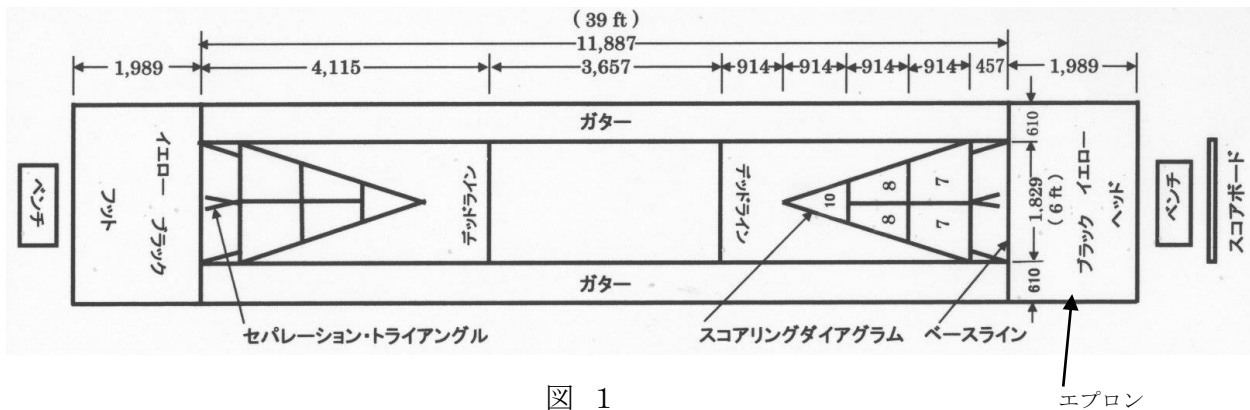 ( 39 ft )
11,887
1,989
4,115
3,657
914
914
914
914
457
1,989
ガター
610
ベンチ
フット
イエロー ブラック
デッドライン
デッドライン
10
8
8
7
7
1,829
( 6 ft )
ブラック イエロー
ヘッド
ベンチ
スコアボード
ガター
610
セパレーション・トライアングル
スコアリングダイアグラム
ベースライン
図 1
エプロン